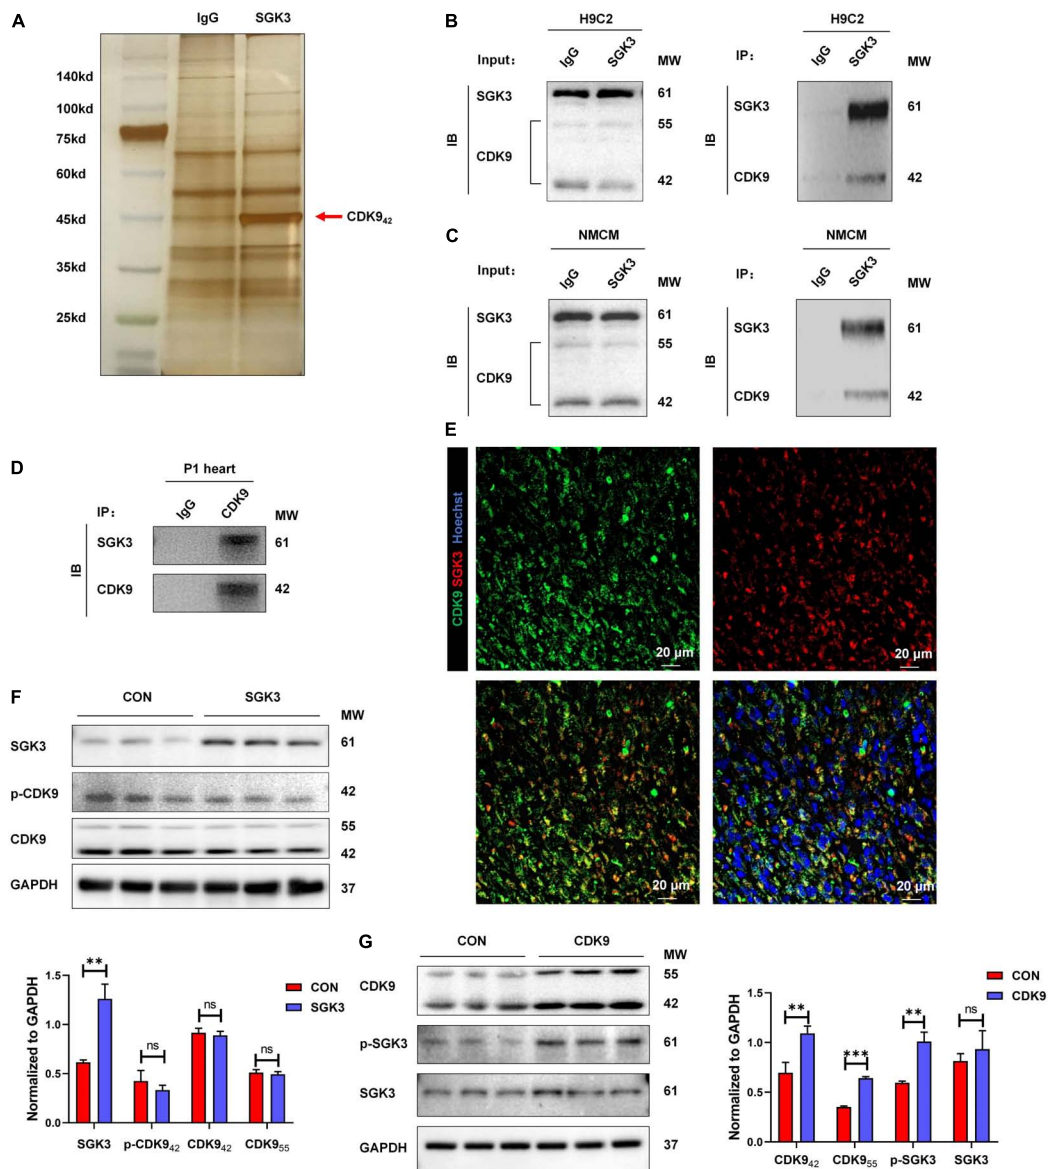 A
IgG SGK3
140kd
100kd
75kd
60kd
45kd
35kd
25kd
CDK9₄₂
B
H9C2
Input: IgG SGK3 MW
IB
SGK3 61
55
CDK9
42
H9C2
IP: IgG SGK3 MW
IB
SGK3 61
CDK9 42
C
NMCM
Input: IgG SGK3 MW
IB
SGK3 61
55
CDK9
42
NMCM
IP: IgG SGK3 MW
IB
SGK3 61
CDK9 42
D
P1 heart
IP: IgG CDK9 MW
IB
SGK3 61
CDK9 42
E
CDK9 SGK3 Hoechst
20 μm
20 μm
20 μm
20 μm
F
CON SGK3
MW
SGK3 61
p-CDK9 42
CDK9 55
42
GAPDH 37
Normalized to GAPDH
1.5
1.0
0.5
0.0
**
ns
ns
ns
CON
SGK3
SGK3 p-CDK9₄₂ CDK9₄₂ CDK9₅₅
G
CON CDK9
MW
CDK9 55
42
p-SGK3 61
SGK3 61
GAPDH 37
Normalized to GAPDH
1.5
1.0
0.5
0.0
**
***
**
ns
CON
CDK9
CDK9₄₂ CDK9₅₅ p-SGK3 SGK3